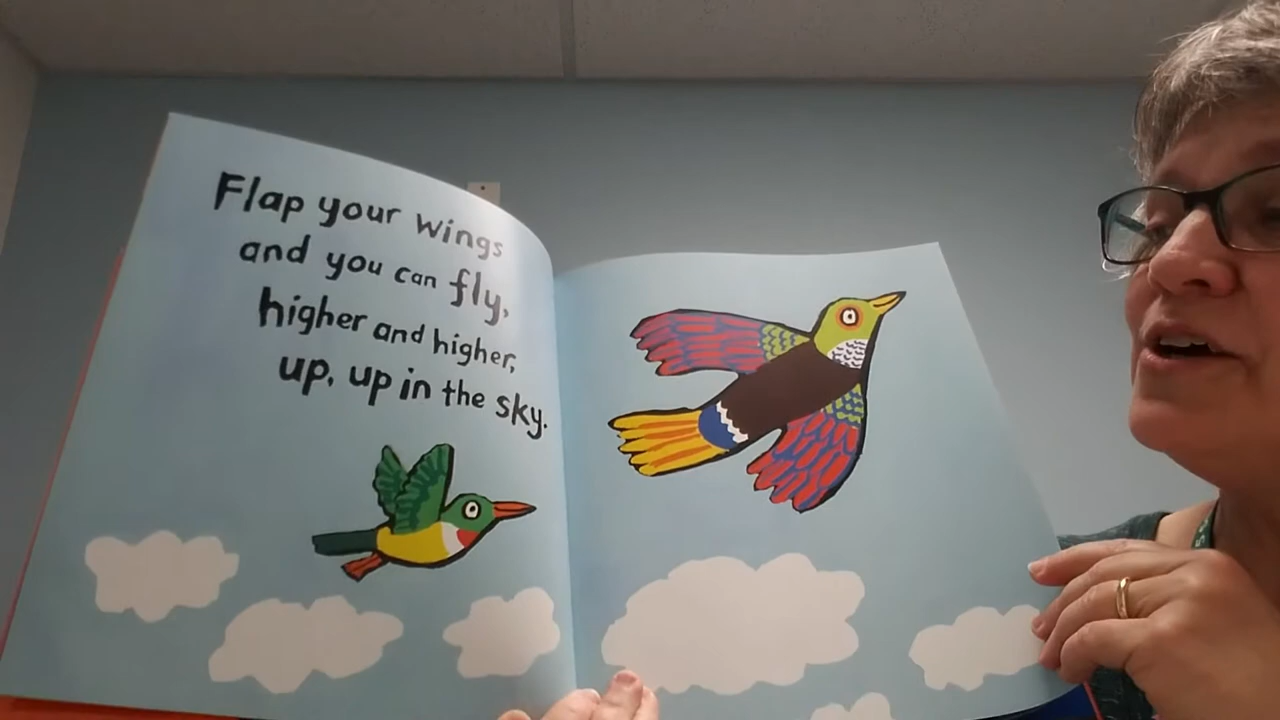 Flap your wings
and you can fly,
higher and higher,
up, up in the sky.